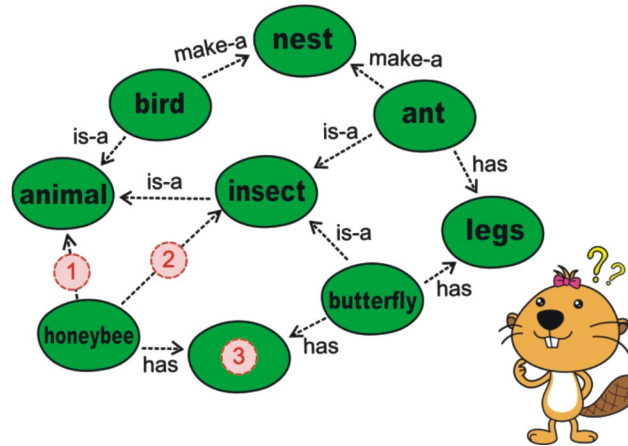 nest
make-a
make-a
bird
ant
is-a
is-a
has
animal
is-a
insect
legs
is-a
1
2
butterfly
has
honeybee
has
3
has
??